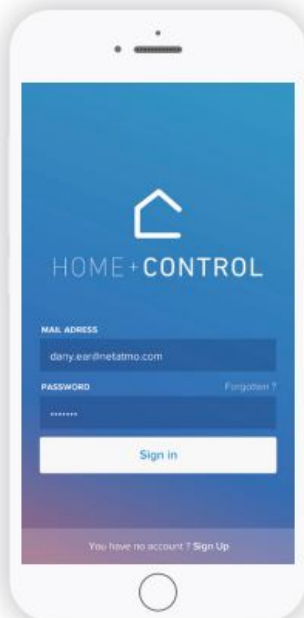 HOME+CONTROL
MAIL ADRESS
dany.ear@netatmo.com
PASSWORD Forgotten ?
•••••••
Sign in
You have no account ? Sign Up